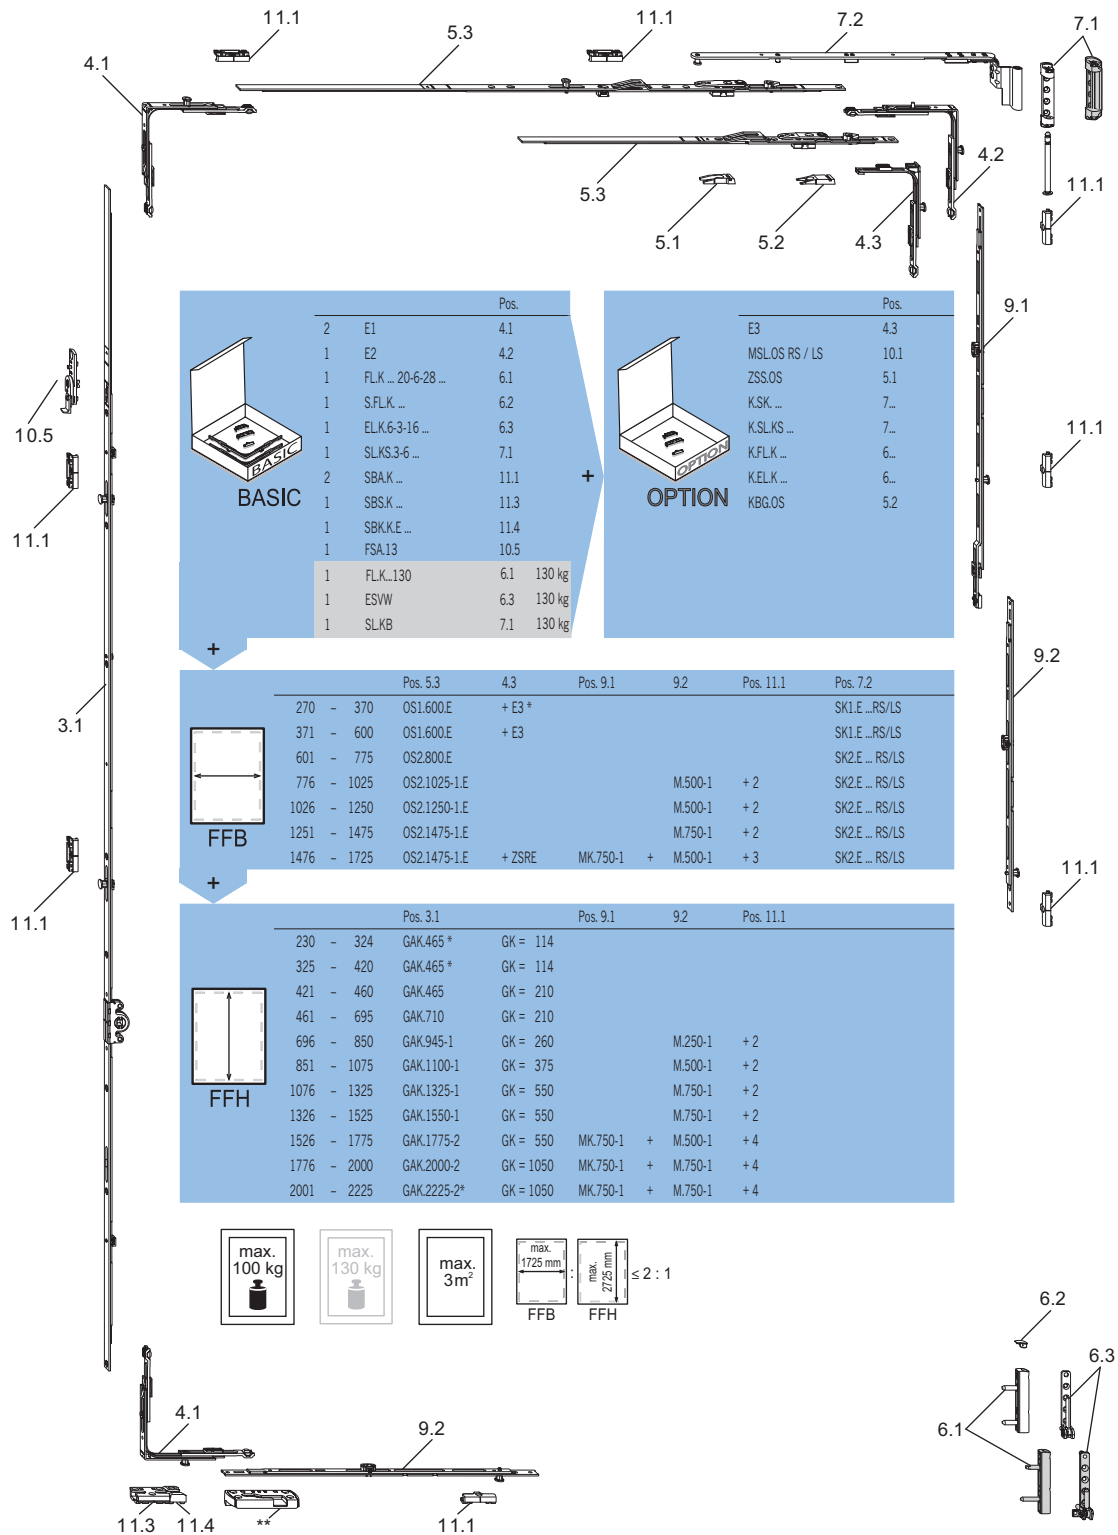 11.1
11.1
7.2
7.1
5.3
4.1
4.2
5.3
11.1
5.1
5.2
4.3
9.1
Pos.
2 E1 4.1
1 E2 4.2
1 FL.K ... 20-6-28 ... 6.1
1 S.FL.K. ... 6.2
1 EL.K.6-3-16 ... 6.3
1 SL.KS.3-6 ... 7.1
2 SBA.K ... 11.1
1 SBS.K ... 11.3
1 SBK.K.E ... 11.4
1 FSA.13 10.5
1 FL.K...130 6.1 130 kg
1 ESVW 6.3 130 kg
1 SL.KB 7.1 130 kg
BASIC
BASIC
+
Pos.
E3 4.3
MSL.OS RS / LS 10.1
ZSS.OS 5.1
K.SK. ... 7...
K.SL.KS ... 7...
K.FL.K ... 6...
K.EL.K ... 6...
KBG.OS 5.2
OPTION
OPTION
10.5
11.1
11.1
+
9.2
3.1
Pos. 5.3 4.3 Pos. 9.1 9.2 Pos. 11.1 Pos. 7.2
270 – 370 OS1.600.E + E3 * SK1.E ...RS/LS
371 – 600 OS1.600.E + E3 SK1.E ...RS/LS
601 – 775 OS2.800.E SK2.E ... RS/LS
776 – 1025 OS2.1025-1.E M.500-1 + 2 SK2.E ... RS/LS
1026 – 1250 OS2.1250-1.E M.500-1 + 2 SK2.E ... RS/LS
1251 – 1475 OS2.1475-1.E M.750-1 + 2 SK2.E ... RS/LS
1476 – 1725 OS2.1475-1.E + ZSRE MK.750-1 + M.500-1 + 3 SK2.E ... RS/LS
FFB
+
11.1
11.1
Pos. 3.1 Pos. 9.1 9.2 Pos. 11.1
230 – 324 GAK.465 * GK = 114
325 – 420 GAK.465 * GK = 114
421 – 460 GAK.465 GK = 210
461 – 695 GAK.710 GK = 210
696 – 850 GAK.945-1 GK = 260 M.250-1 + 2
851 – 1075 GAK.1100-1 GK = 375 M.500-1 + 2
1076 – 1325 GAK.1325-1 GK = 550 M.750-1 + 2
1326 – 1525 GAK.1550-1 GK = 550 M.750-1 + 2
1526 – 1775 GAK.1775-2 GK = 550 MK.750-1 + M.500-1 + 4
1776 – 2000 GAK.2000-2 GK = 1050 MK.750-1 + M.750-1 + 4
2001 – 2225 GAK.2225-2* GK = 1050 MK.750-1 + M.750-1 + 4
FFH
max.
100 kg
max.
130 kg
max.
3m²
max.
1725 mm
FFB
:
max.
2725 mm
FFH
≤ 2 : 1
6.2
6.3
6.1
4.1
9.2
11.3
11.4
**
11.1